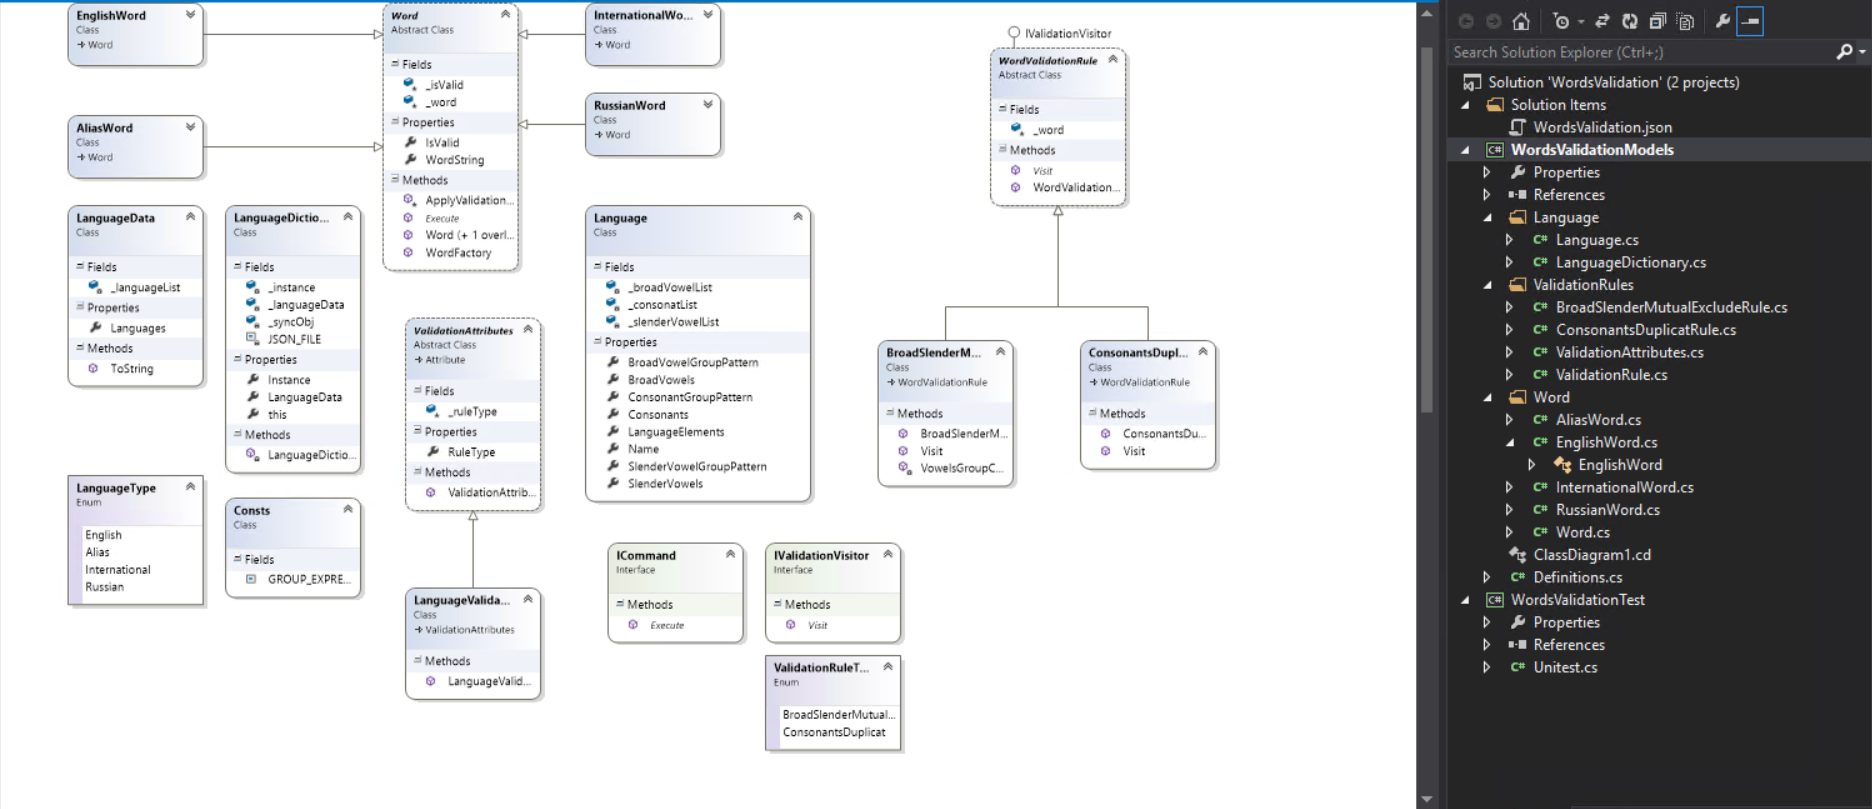 EnglishWord
Class
Word
AliasWord
Class
Word
Word
Abstract Class
Fields
_isValid
_word
Properties
IsValid
WordString
Methods
ApplyValidation...
Execute
Word (+ 1 overl...
WordFactory
InternationalWo...
Class
Word
RussianWord
Class
Word
LanguageData
Class
Fields
_languageList
Properties
Languages
Methods
ToString
LanguageDictio...
Class
Fields
_instance
_languageData
_syncObj
JSON_FILE
Properties
Instance
LanguageData
this
Methods
LanguageDictio...
Language
Class
Fields
_broadVowelList
_consonatList
_slenderVowelList
Properties
BroadVowelGroupPattern
BroadVowels
ConsonantGroupPattern
Consonants
LanguageElements
Name
SlenderVowelGroupPattern
SlenderVowels
ValidationAttributes
Abstract Class
Attribute
Fields
_ruleType
Properties
RuleType
Methods
ValidationAttrib...
LanguageType
Enum
English
Alias
International
Russian
Consts
Class
Fields
GROUP_EXPRE...
LanguageValida...
Class
ValidationAttributes
Methods
LanguageValid...
ICommand
Interface
Methods
Execute
IValidationVisitor
Interface
Methods
Visit
ValidationRuleT...
Enum
BroadSlenderMutual...
ConsonantsDuplicat
IValidationVisitor
WordValidationRule
Abstract Class
Fields
_word
Methods
Visit
WordValidation...
BroadSlenderM...
Class
WordValidationRule
Methods
BroadSlenderM...
Visit
VowelsGroupC...
ConsonantsDupl...
Class
WordValidationRule
Methods
ConsonantsDu...
Visit
Search Solution Explorer (Ctrl+;)
Solution 'WordsValidation' (2 projects)
Solution Items
WordsValidation.json
C# WordsValidationModels
Properties
References
Language
C# Language.cs
C# LanguageDictionary.cs
ValidationRules
C# BroadSlenderMutualExcludeRule.cs
C# ConsonantsDuplicatRule.cs
C# ValidationAttributes.cs
C# ValidationRule.cs
Word
C# AliasWord.cs
C# EnglishWord.cs
EnglishWord
C# InternationalWord.cs
C# RussianWord.cs
C# Word.cs
ClassDiagram1.cd
C# Definitions.cs
C# WordsValidationTest
Properties
References
C# Unitest.cs